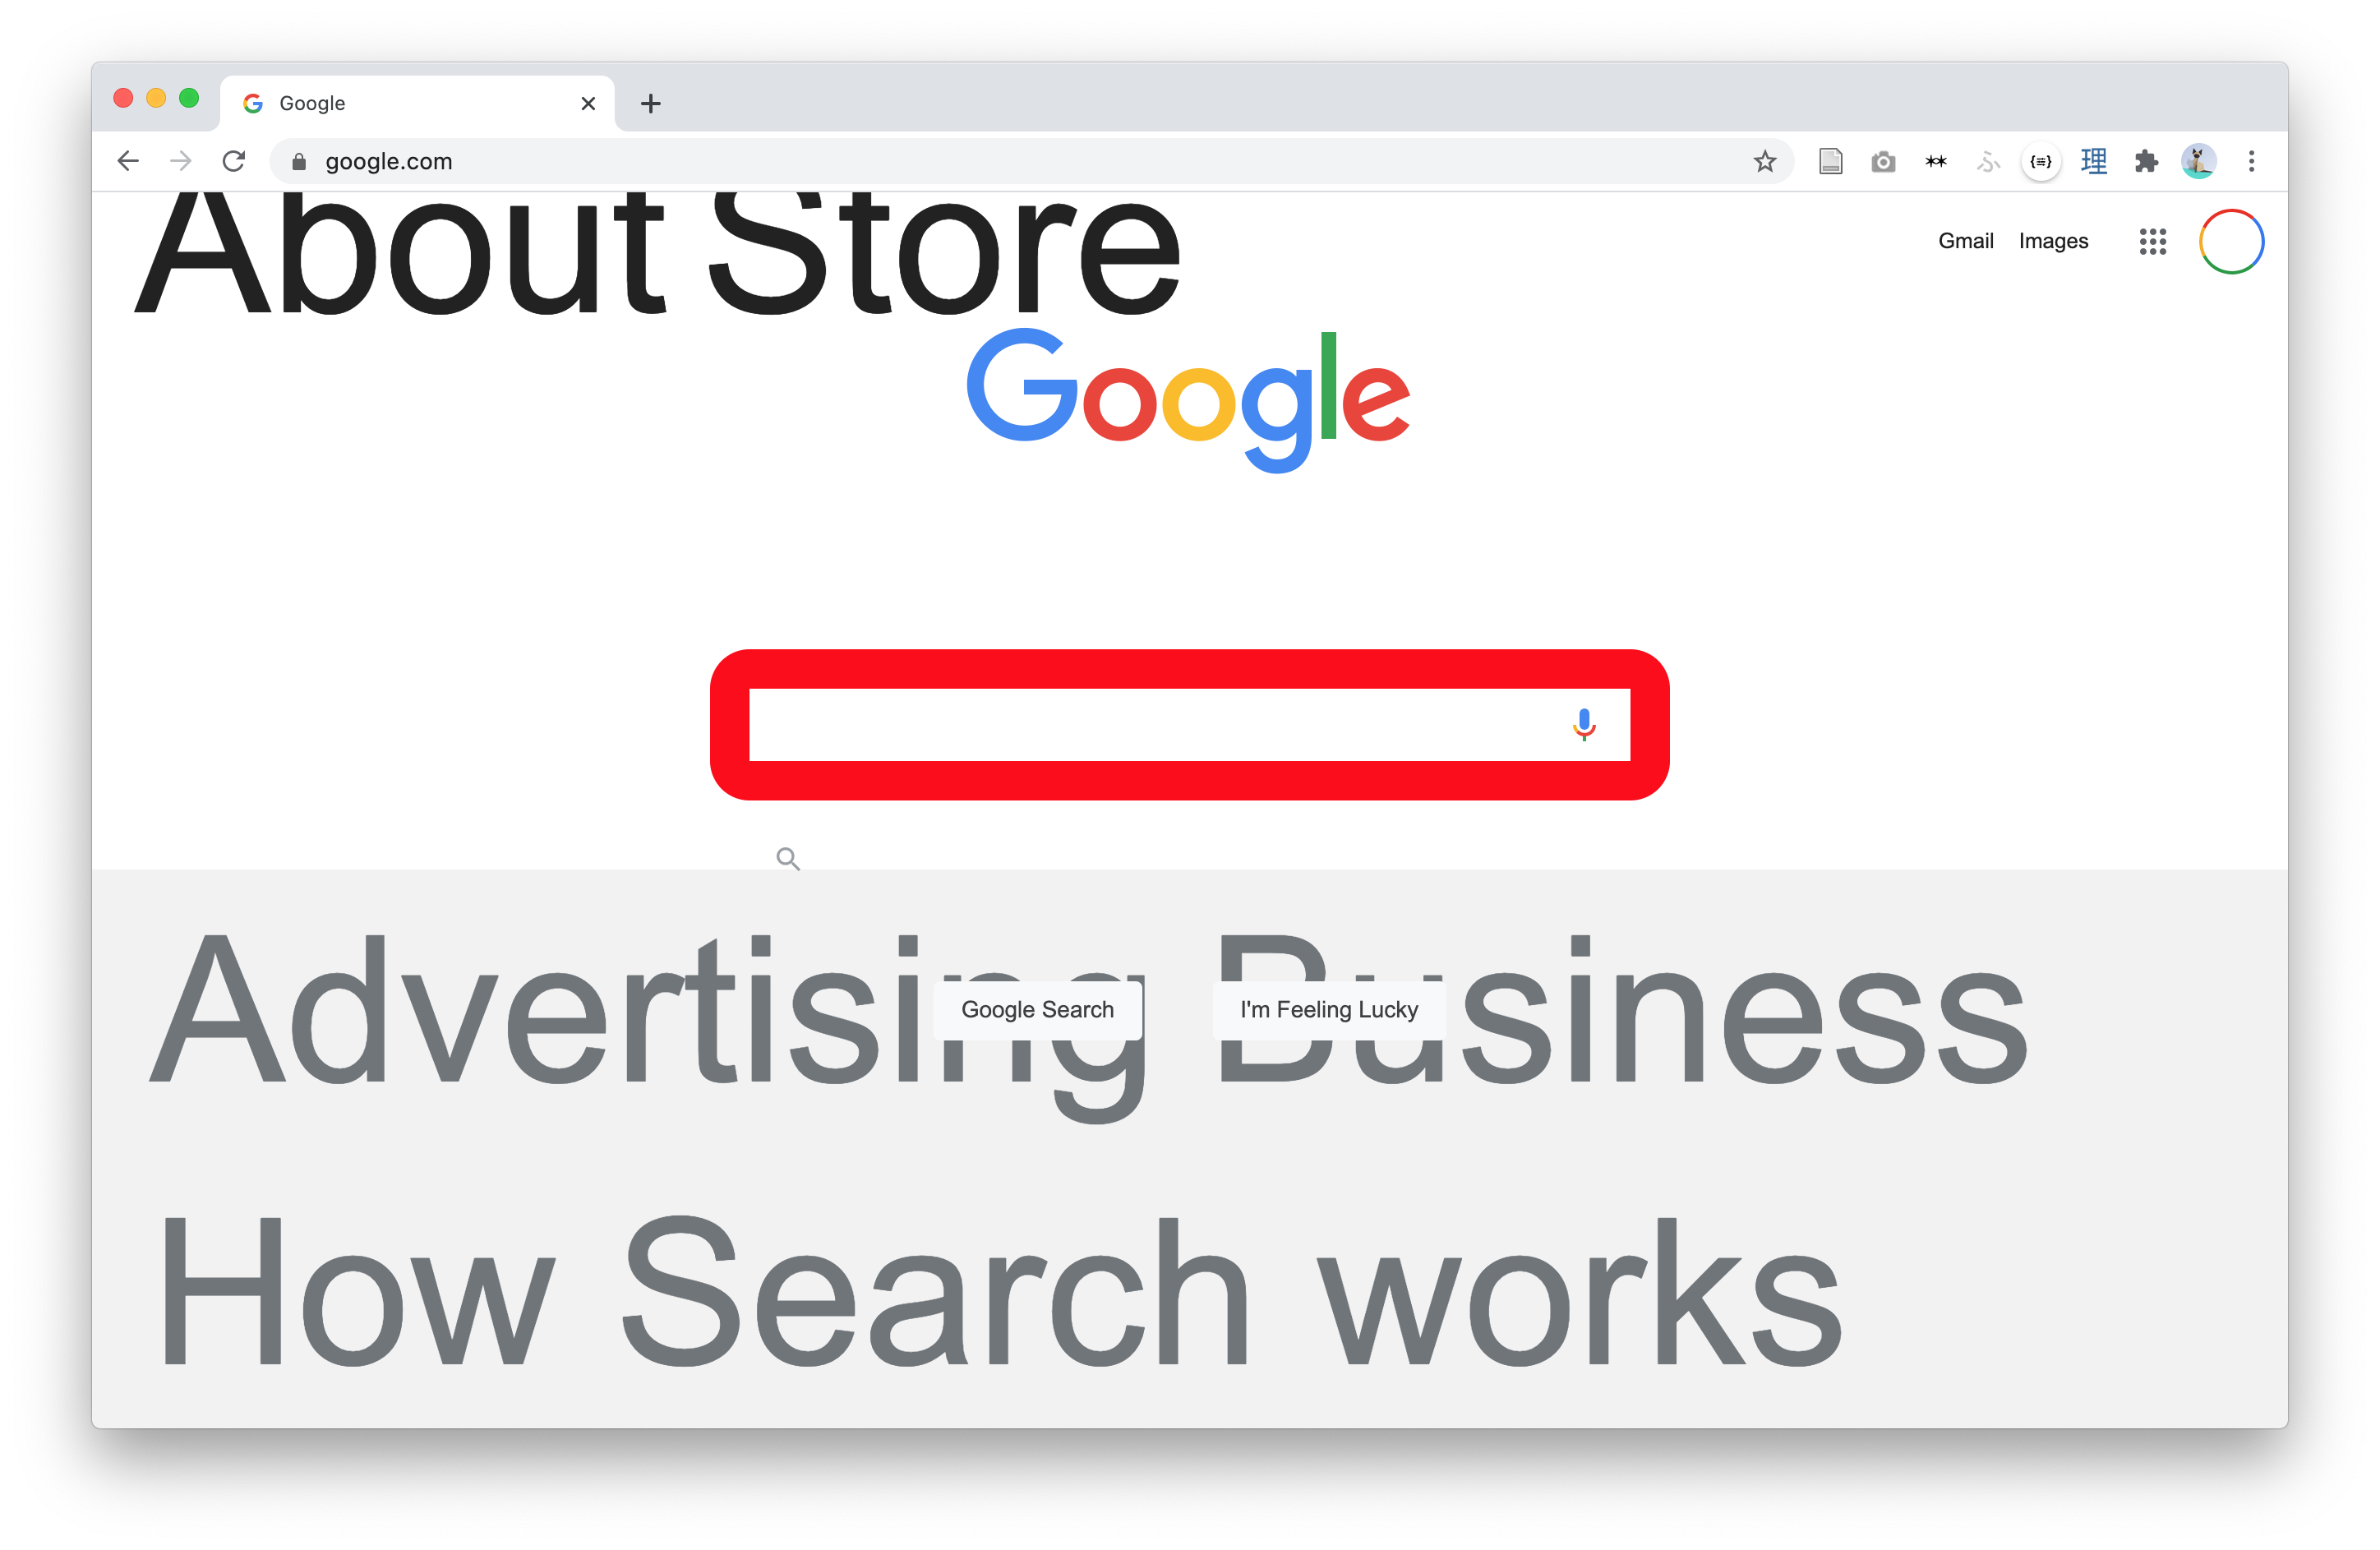 Google
google.com
{≡}
理
About Store
Gmail Images
Google
Google Search
I'm Feeling Lucky
Advertising Business
How Search works